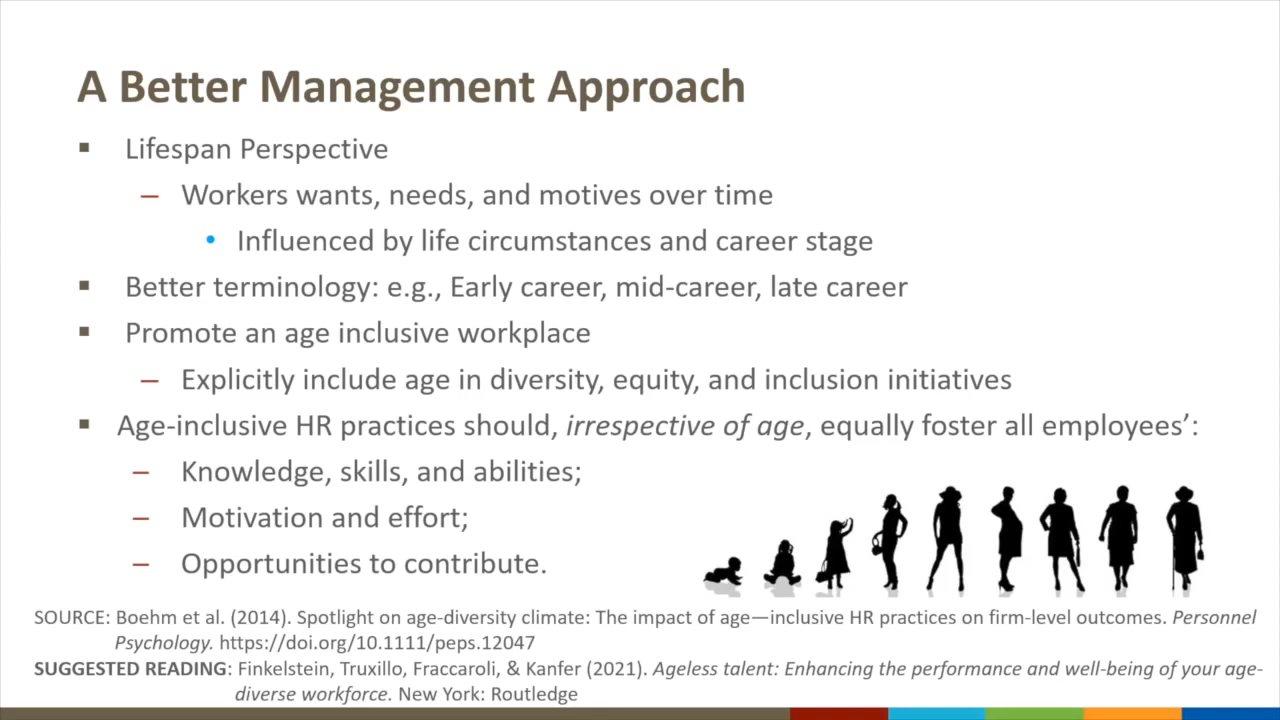 A Better Management Approach
▪ Lifespan Perspective
– Workers wants, needs, and motives over time
• Influenced by life circumstances and career stage
▪ Better terminology: e.g., Early career, mid-career, late career
▪ Promote an age inclusive workplace
– Explicitly include age in diversity, equity, and inclusion initiatives
▪ Age-inclusive HR practices should, irrespective of age, equally foster all employees’:
– Knowledge, skills, and abilities;
– Motivation and effort;
– Opportunities to contribute.
SOURCE: Boehm et al. (2014). Spotlight on age-diversity climate: The impact of age—inclusive HR practices on firm-level outcomes. Personnel
Psychology. https://doi.org/10.1111/peps.12047
SUGGESTED READING: Finkelstein, Truxillo, Fraccaroli, & Kanfer (2021). Ageless talent: Enhancing the performance and well-being of your age-
diverse workforce. New York: Routledge